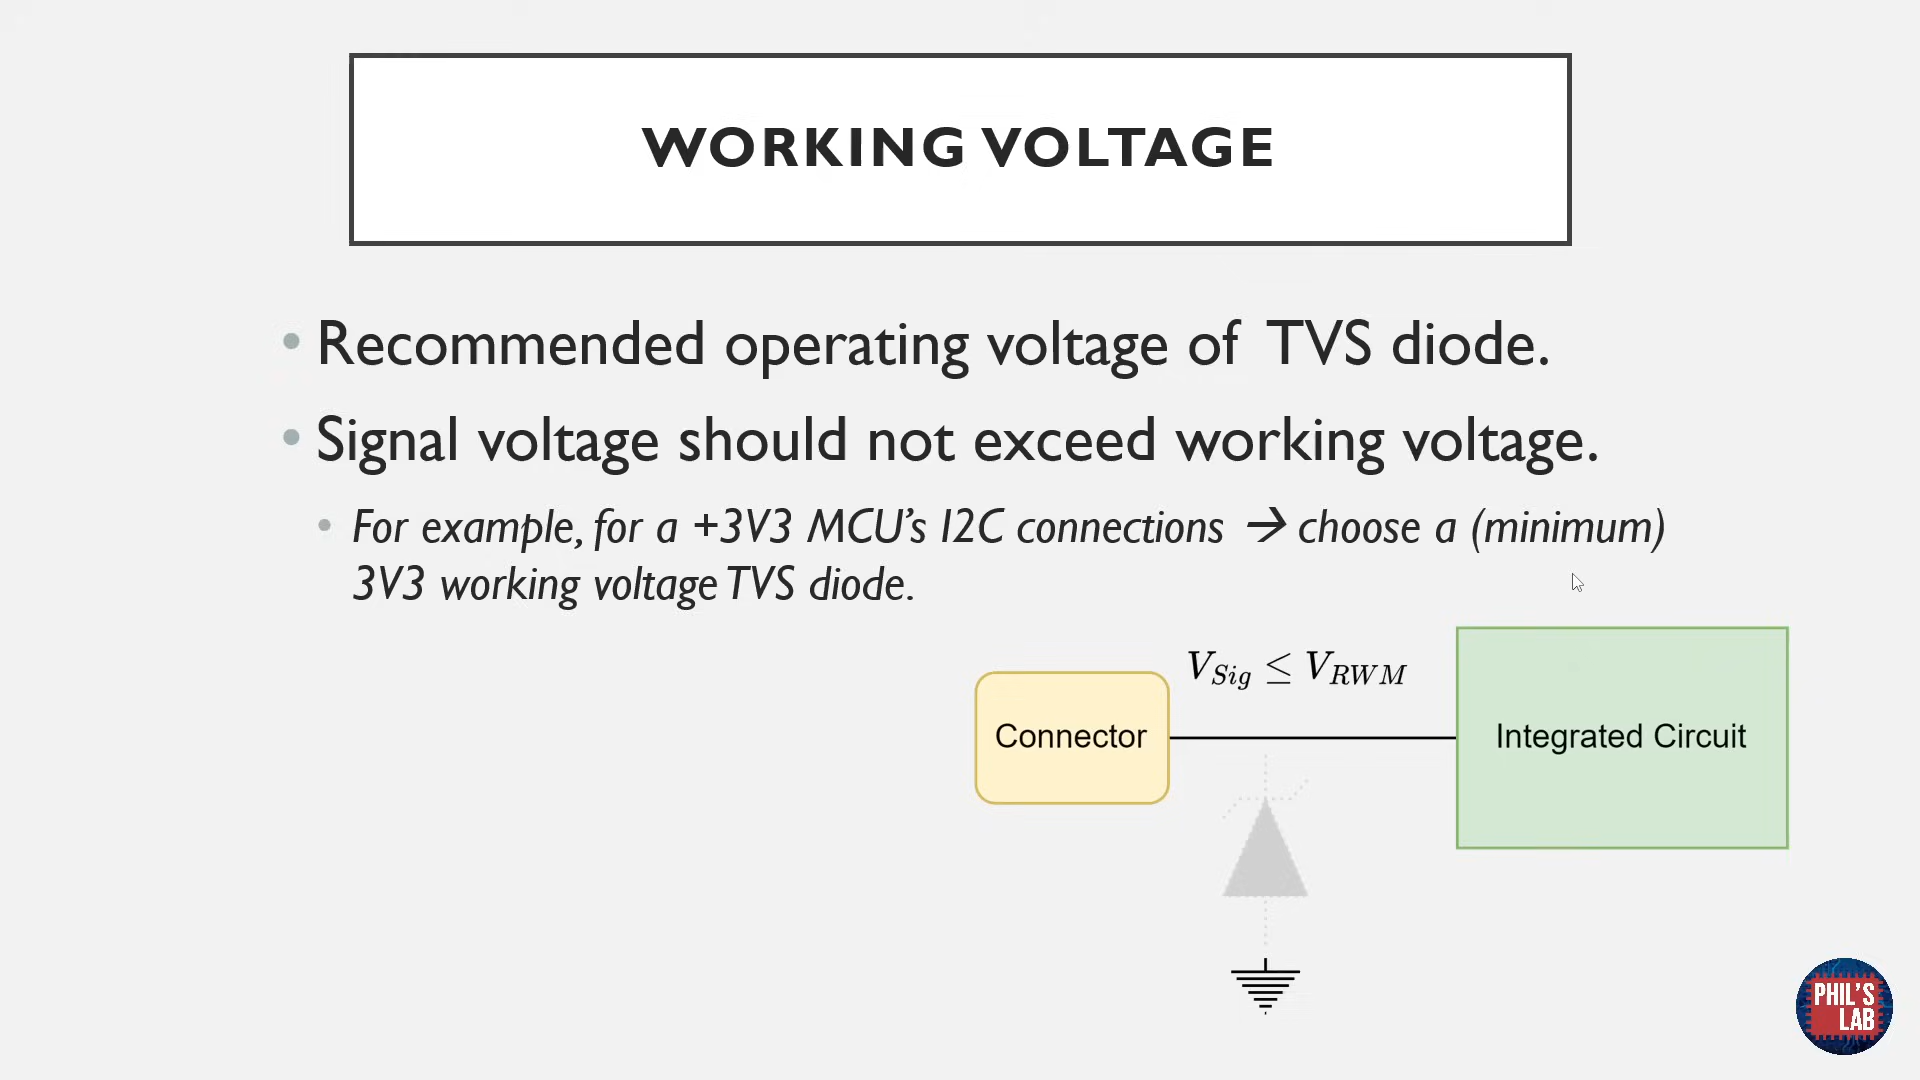 WORKING VOLTAGE
• Recommended operating voltage of TVS diode.
• Signal voltage should not exceed working voltage.
• For example, for a +3V3 MCU's I2C connections → choose a (minimum)
3V3 working voltage TVS diode.
V_Sig ≤ V_RWM
Connector
Integrated Circuit
PHIL'S
LAB